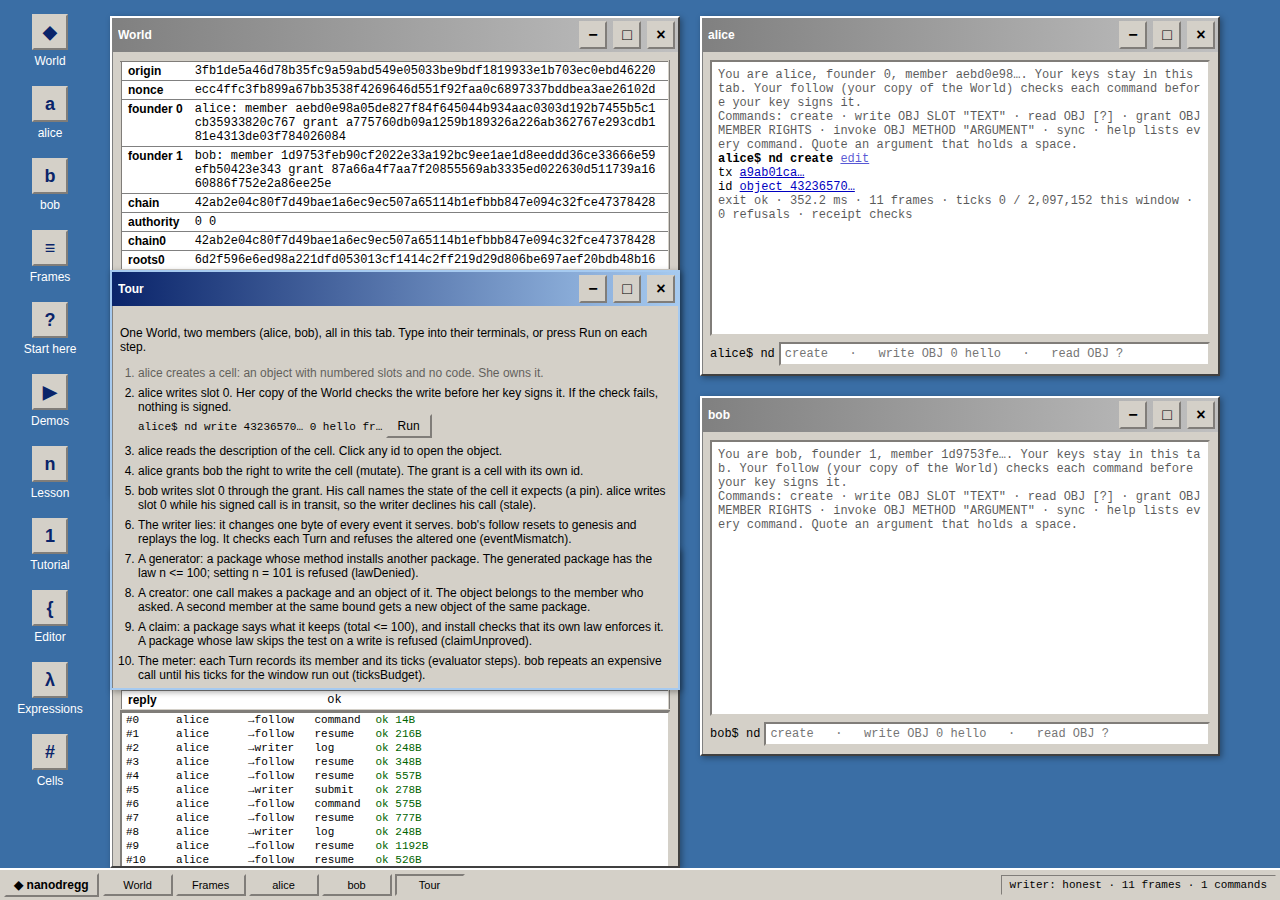 ◆
World
a
alice
b
bob
≡
Frames
?
Start here
▶
Demos
n
Lesson
1
Tutorial
{
Editor
λ
Expressions
#
Cells
World
origin 3fb1de5a46d78b35fc9a59abd549e05033be9bdf1819933e1b703ec0ebd46220
nonce ecc4ffc3fb899a67bb3538f4269646d551f92faa0c6897337bddbea3ae26102d
founder 0 alice: member aebd0e98a05de827f84f645044b934aac0303d192b7455b5c1
cb35933820c767 grant a775760db09a1259b189326a226ab362767e293cdb1
81e4313de03f784026084
founder 1 bob: member 1d9753feb90cf2022e33a192bc9ee1ae1d8eeddd36ce33666e59
efb50423e343 grant 87a66a4f7aa7f20855569ab3335ed022630d511739a16
60886f752e2a86ee25e
chain 42ab2e04c80f7d49bae1a6ec9ec507a65114b1efbbb847e094c32fce47378428
authority 0 0
chain0 42ab2e04c80f7d49bae1a6ec9ec507a65114b1efbbb847e094c32fce47378428
roots0 6d2f596e6ed98a221dfd053013cf1414c2ff219d29d806be697aef20bdb48b16
Tour
One World, two members (alice, bob), all in this tab. Type into their terminals, or press Run on each
step.
1. alice creates a cell: an object with numbered slots and no code. She owns it.
2. alice writes slot 0. Her copy of the World checks the write before her key signs it. If the check fails,
nothing is signed.
alice$ nd write 43236570… 0 hello fr… Run
3. alice reads the description of the cell. Click any id to open the object.
4. alice grants bob the right to write the cell (mutate). The grant is a cell with its own id.
5. bob writes slot 0 through the grant. His call names the state of the cell it expects (a pin). alice writes
slot 0 while his signed call is in transit, so the writer declines his call (stale).
6. The writer lies: it changes one byte of every event it serves. bob's follow resets to genesis and
replays the log. It checks each Turn and refuses the altered one (eventMismatch).
7. A generator: a package whose method installs another package. The generated package has the
law n <= 100; setting n = 101 is refused (lawDenied).
8. A creator: one call makes a package and an object of it. The object belongs to the member who
asked. A second member at the same bound gets a new object of the same package.
9. A claim: a package says what it keeps (total <= 100), and install checks that its own law enforces it.
A package whose law skips the test on a write is refused (claimUnproved).
10. The meter: each Turn records its member and its ticks (evaluator steps). bob repeats an expensive
call until his ticks for the window run out (ticksBudget).
reply ok
#0 alice →follow command ok 14B
#1 alice →follow resume ok 216B
#2 alice →writer log ok 248B
#3 alice →follow resume ok 348B
#4 alice →follow resume ok 557B
#5 alice →writer submit ok 278B
#6 alice →follow command ok 575B
#7 alice →follow resume ok 777B
#8 alice →writer log ok 248B
#9 alice →follow resume ok 1192B
#10 alice →follow resume ok 526B
alice
You are alice, founder 0, member aebd0e98…. Your keys stay in this
tab. Your follow (your copy of the World) checks each command befor
e your key signs it.
Commands: create · write OBJ SLOT "TEXT" · read OBJ [?] · grant OBJ
MEMBER RIGHTS · invoke OBJ METHOD "ARGUMENT" · sync · help lists ev
ery command. Quote an argument that holds a space.
alice$ nd create edit
tx a9ab01ca…
id object 43236570…
exit ok · 352.2 ms · 11 frames · ticks 0 / 2,097,152 this window ·
0 refusals · receipt checks
alice$ nd create · write OBJ 0 hello · read OBJ ?
bob
You are bob, founder 1, member 1d9753fe…. Your keys stay in this ta
b. Your follow (your copy of the World) checks each command before
your key signs it.
Commands: create · write OBJ SLOT "TEXT" · read OBJ [?] · grant OBJ
MEMBER RIGHTS · invoke OBJ METHOD "ARGUMENT" · sync · help lists ev
ery command. Quote an argument that holds a space.
bob$ nd create · write OBJ 0 hello · read OBJ ?
◆ nanodregg World Frames alice bob Tour writer: honest · 11 frames · 1 commands